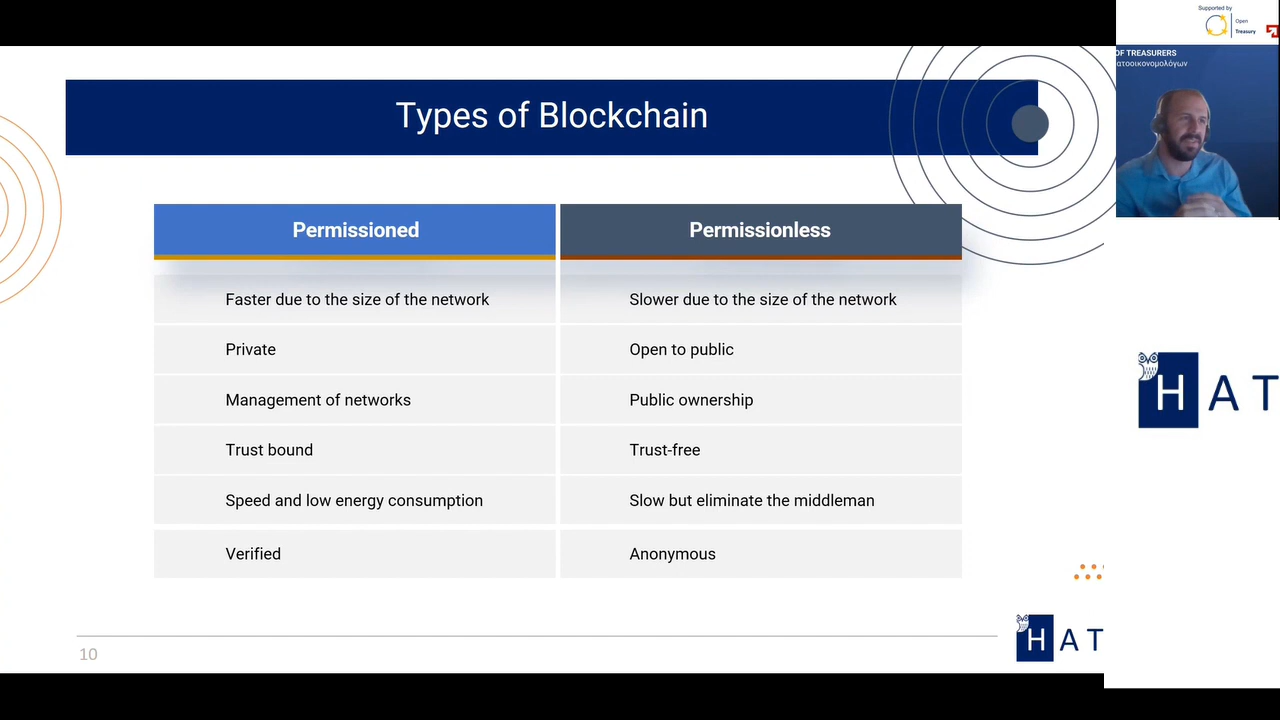 Supported by
Open
Treasury
OF TREASURERS
ατοοικονομολόγων
Types of Blockchain
Permissioned
Permissionless
Faster due to the size of the network
Slower due to the size of the network
Private
Open to public
Management of networks
Public ownership
Trust bound
Trust-free
Speed and low energy consumption
Slow but eliminate the middleman
Verified
Anonymous
HAT
HAT
10